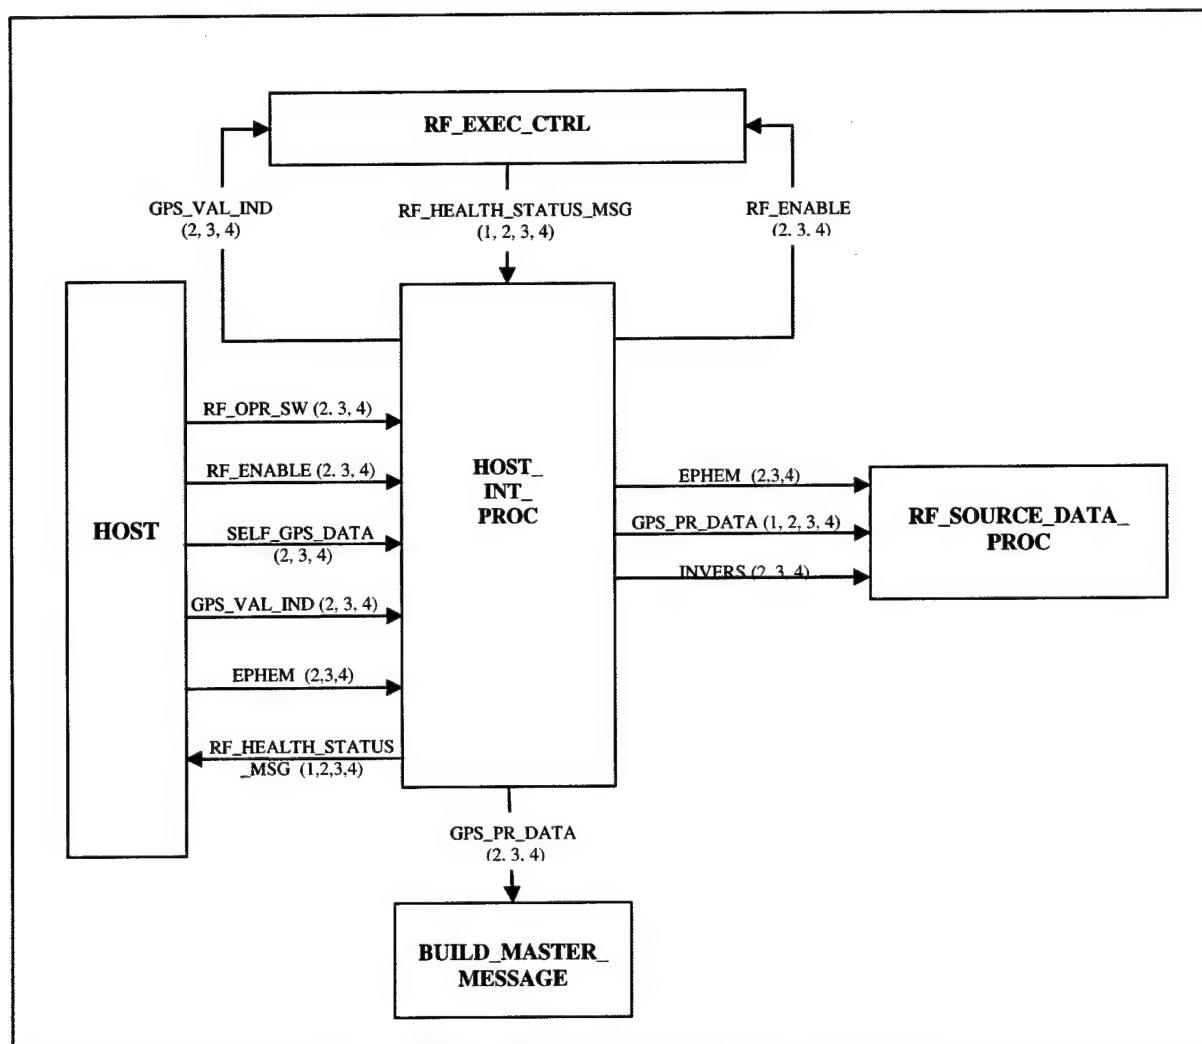 RF_EXEC_CTRL
GPS_VAL_IND
(2, 3, 4)
RF_HEALTH_STATUS_MSG
(1, 2, 3, 4)
RF_ENABLE
(2, 3, 4)
HOST
RF_OPR_SW (2, 3, 4)
RF_ENABLE (2, 3, 4)
SELF_GPS_DATA
(2, 3, 4)
GPS_VAL_IND (2, 3, 4)
EPHEM (2,3,4)
RF_HEALTH_STATUS
_MSG (1,2,3,4)
HOST_
INT_
PROC
EPHEM (2,3,4)
GPS_PR_DATA (1, 2, 3, 4)
INVERS (2, 3, 4)
RF_SOURCE_DATA_
PROC
GPS_PR_DATA
(2, 3, 4)
BUILD_MASTER_
MESSAGE